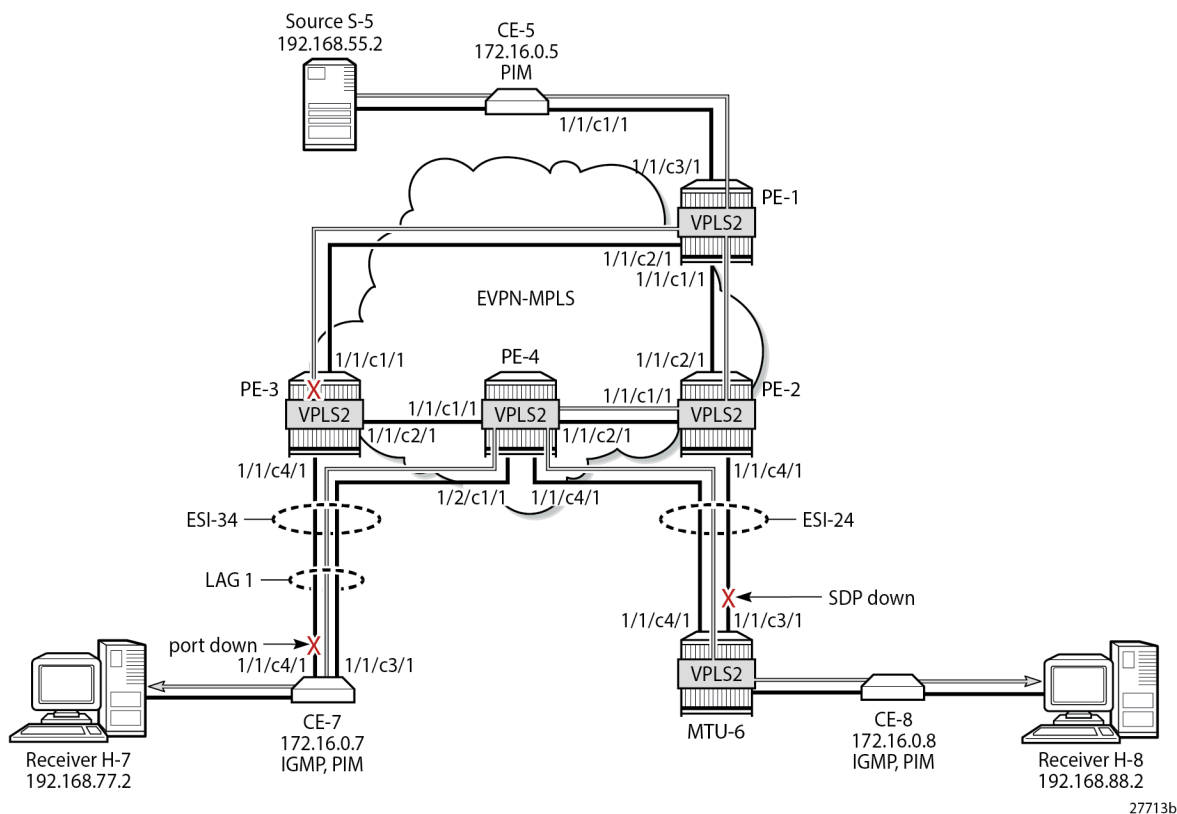 Source S-5
192.168.55.2
CE-5
172.16.0.5
PIM
1/1/c1/1
1/1/c3/1
PE-1
VPLS2
1/1/c2/1
1/1/c1/1
EVPN-MPLS
1/1/c1/1
PE-4
1/1/c2/1
PE-3
PE-2
1/1/c1/1
1/1/c1/1
VPLS2
VPLS2
VPLS2
1/1/c2/1
1/1/c2/1
1/1/c4/1
1/1/c4/1
1/2/c1/1
1/1/c4/1
ESI-34
ESI-24
LAG 1
SDP down
port down
1/1/c4/1
1/1/c3/1
1/1/c4/1
1/1/c3/1
VPLS2
MTU-6
CE-7
172.16.0.7
IGMP, PIM
CE-8
172.16.0.8
IGMP, PIM
Receiver H-7
192.168.77.2
Receiver H-8
192.168.88.2
27713b